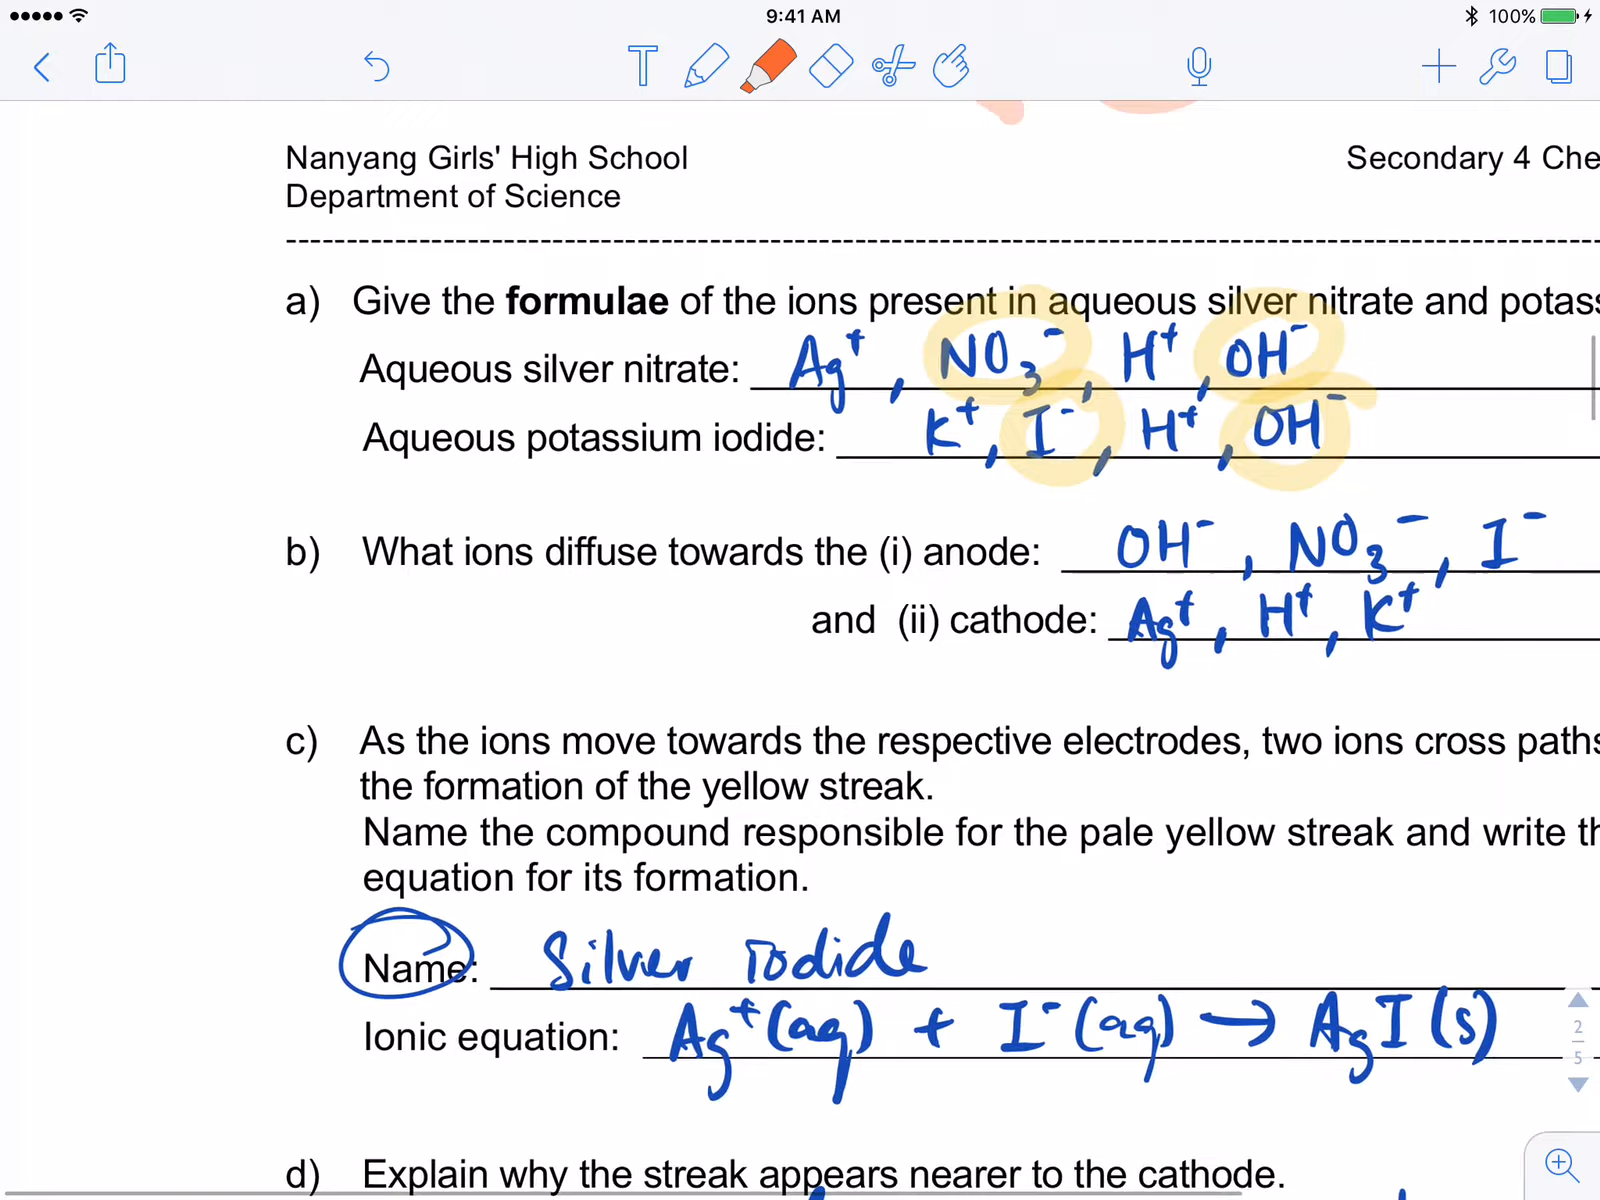 9:41 AM
100%
T
Nanyang Girls' High School
Secondary 4 Che
Department of Science
a) Give the formulae of the ions present in aqueous silver nitrate and potass
Aqueous silver nitrate: Ag⁺, NO₃⁻, H⁺, OH⁻
Aqueous potassium iodide: K⁺, I⁻, H⁺, OH⁻
b) What ions diffuse towards the (i) anode: OH⁻, NO₃⁻, I⁻
and (ii) cathode: Ag⁺, H⁺, K⁺
c) As the ions move towards the respective electrodes, two ions cross paths
the formation of the yellow streak.
Name the compound responsible for the pale yellow streak and write th
equation for its formation.
Name: Silver iodide
Ionic equation: Ag⁺(aq) + I⁻(aq) → AgI(s)
2
5
d) Explain why the streak appears nearer to the cathode.